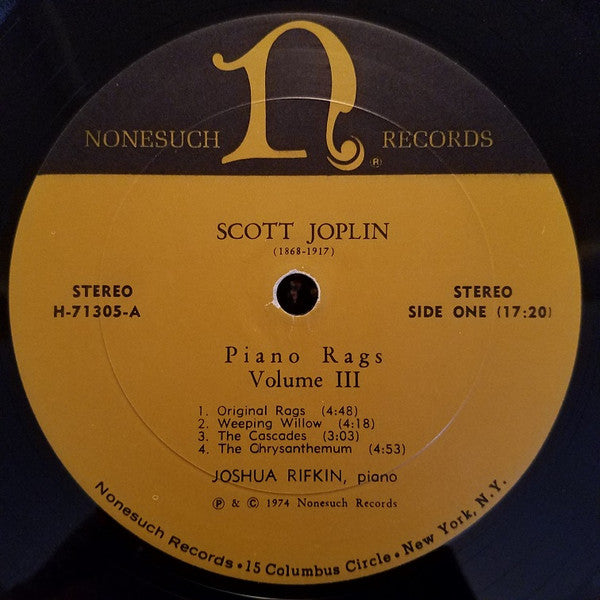 n
NONESUCH RECORDS
®
SCOTT JOPLIN
(1868-1917)
STEREO
H-71305-A
STEREO
SIDE ONE (17:20)
Piano Rags
Volume III
1. Original Rags (4:48)
2. Weeping Willow (4:18)
3. The Cascades (3:03)
4. The Chrysanthemum (4:53)
JOSHUA RIFKIN, piano
℗ & © 1974 Nonesuch Records
Nonesuch Records • 15 Columbus Circle • New York, N.Y.